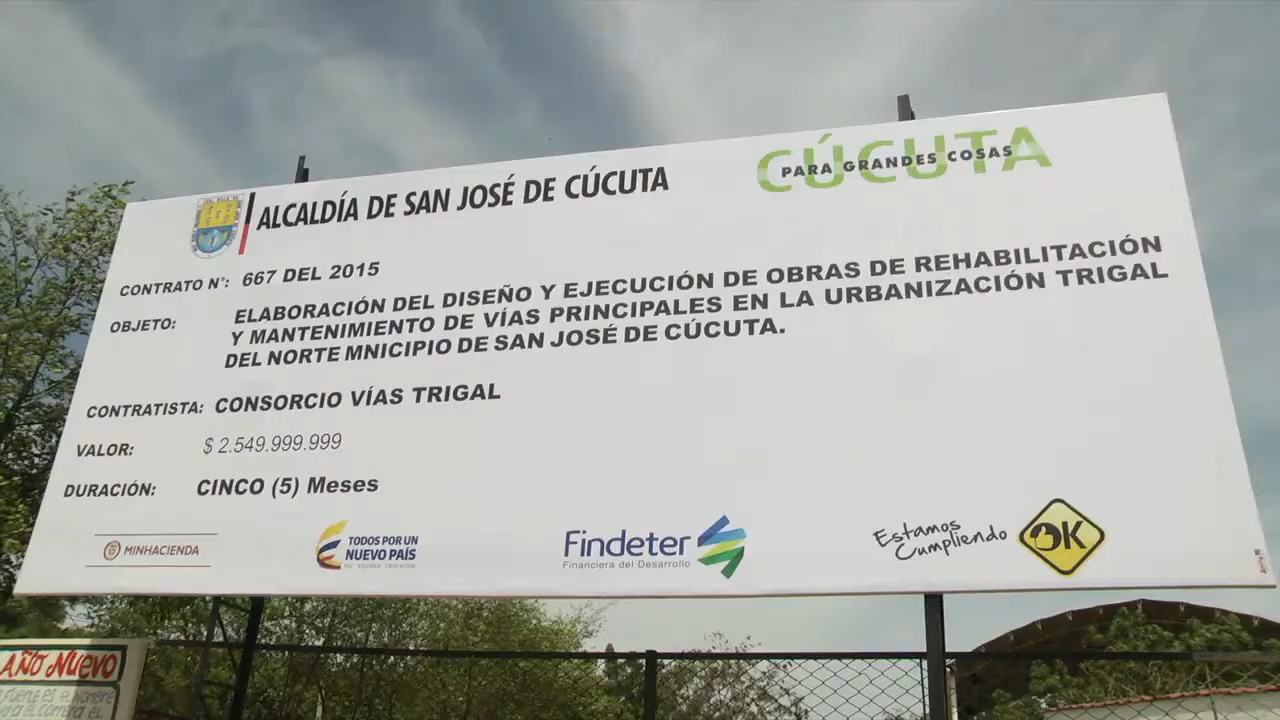 ALCALDÍA DE SAN JOSÉ DE CÚCUTA
CÚCUTA
PARA GRANDES COSAS
CONTRATO N°: 667 DEL 2015
OBJETO: ELABORACIÓN DEL DISEÑO Y EJECUCIÓN DE OBRAS DE REHABILITACIÓN
Y MANTENIMIENTO DE VÍAS PRINCIPALES EN LA URBANIZACIÓN TRIGAL
DEL NORTE MNICIPIO DE SAN JOSÉ DE CÚCUTA.
CONTRATISTA: CONSORCIO VÍAS TRIGAL
VALOR: $ 2.549.999.999
DURACIÓN: CINCO (5) Meses
MINHACIENDA
TODOS POR UN
NUEVO PAÍS
PAZ EQUIDAD EDUCACIÓN
Findeter
Financiera del Desarrollo
Estamos
Cumpliendo
OK
AÑO NUEVO